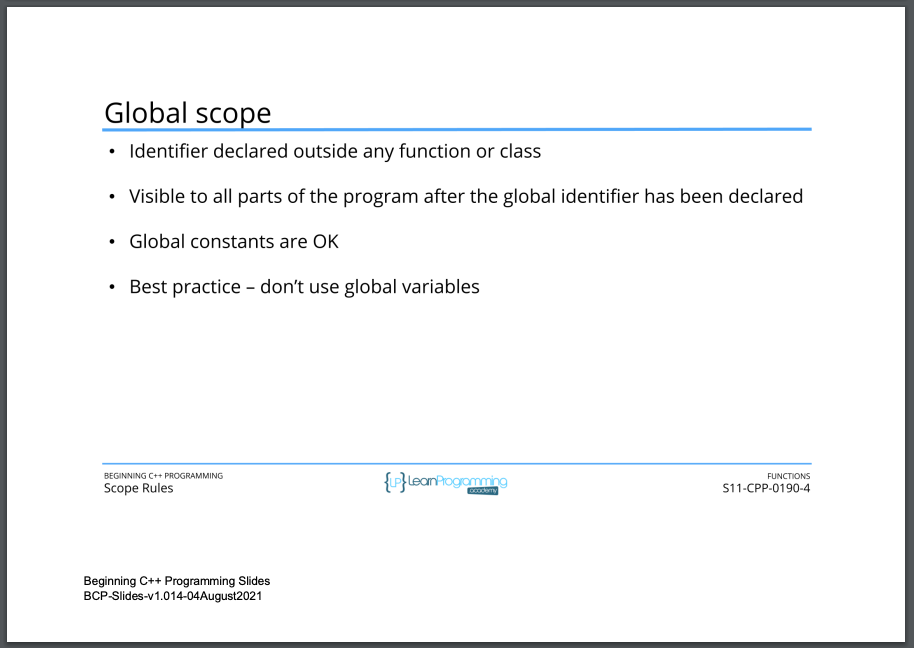 Global scope
• Identifier declared outside any function or class
• Visible to all parts of the program after the global identifier has been declared
• Global constants are OK
• Best practice – don’t use global variables
BEGINNING C++ PROGRAMMING
Scope Rules
{LP} LearnProgramming
academy
FUNCTIONS
S11-CPP-0190-4
Beginning C++ Programming Slides
BCP-Slides-v1.014-04August2021